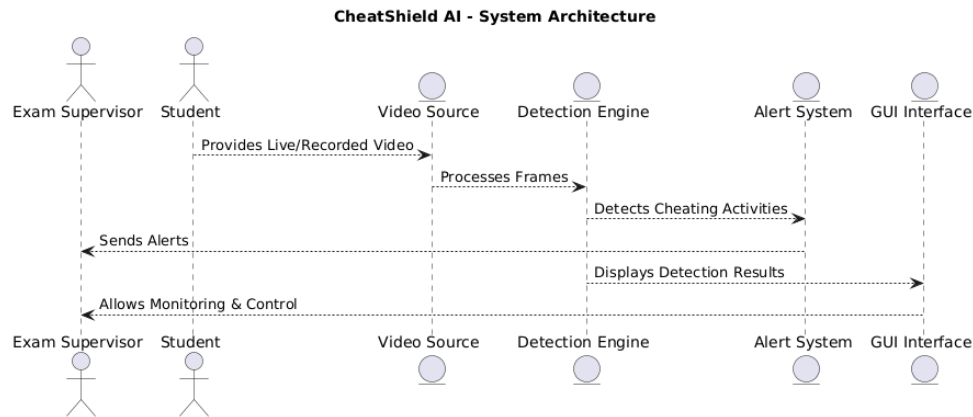 CheatShield AI - System Architecture
Exam Supervisor Student Video Source Detection Engine Alert System GUI Interface
Provides Live/Recorded Video
Processes Frames
Detects Cheating Activities
Sends Alerts
Displays Detection Results
Allows Monitoring & Control
Exam Supervisor Student Video Source Detection Engine Alert System GUI Interface